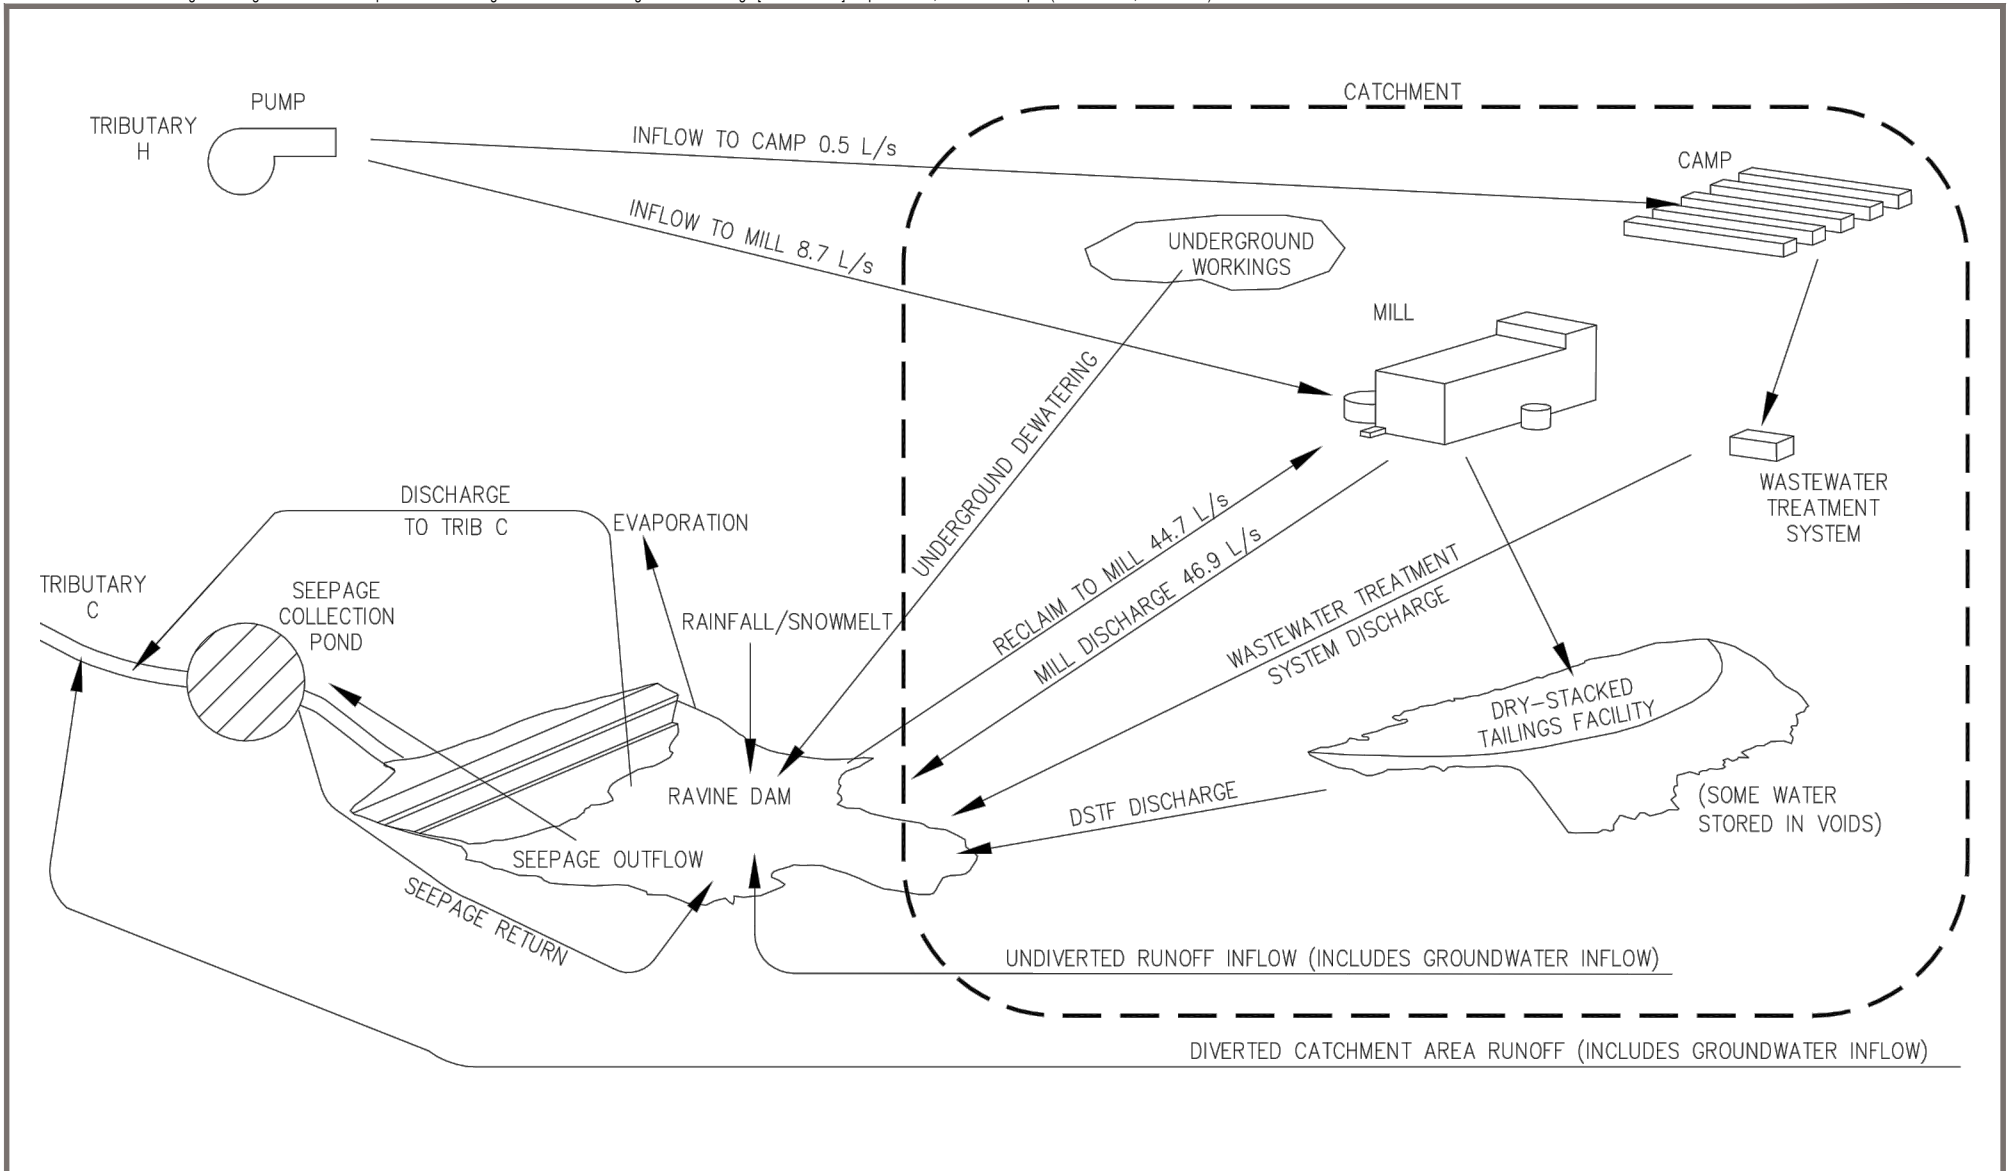 CATCHMENT
PUMP
TRIBUTARY
H
INFLOW TO CAMP 0.5 L/s
CAMP
INFLOW TO MILL 8.7 L/s
UNDERGROUND
WORKINGS
MILL
UNDERGROUND DEWATERING
DISCHARGE
TO TRIB C
EVAPORATION
WASTEWATER
TREATMENT
SYSTEM
RECLAIM TO MILL 44.7 L/s
MILL DISCHARGE 46.9 L/s
WASTEWATER TREATMENT
SYSTEM DISCHARGE
TRIBUTARY
C
SEEPAGE
COLLECTION
POND
RAINFALL/SNOWMELT
DRY-STACKED
TAILINGS FACILITY
RAVINE DAM
DSTF DISCHARGE
(SOME WATER
STORED IN VOIDS)
SEEPAGE OUTFLOW
SEEPAGE RETURN
UNDIVERTED RUNOFF INFLOW (INCLUDES GROUNDWATER INFLOW)
DIVERTED CATCHMENT AREA RUNOFF (INCLUDES GROUNDWATER INFLOW)